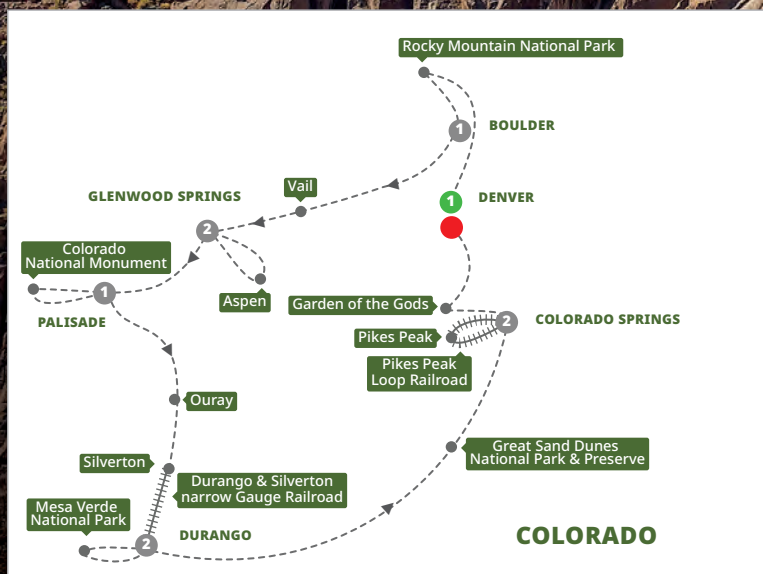 Rocky Mountain National Park
1
BOULDER
Vail
GLENWOOD SPRINGS
1
DENVER
2
Colorado
National Monument
Aspen
1
PALISADE
Garden of the Gods
2
COLORADO SPRINGS
Pikes Peak
Pikes Peak
Loop Railroad
Ouray
Silverton
Great Sand Dunes
National Park & Preserve
Durango & Silverton
narrow Gauge Railroad
Mesa Verde
National Park
DURANGO
2
COLORADO